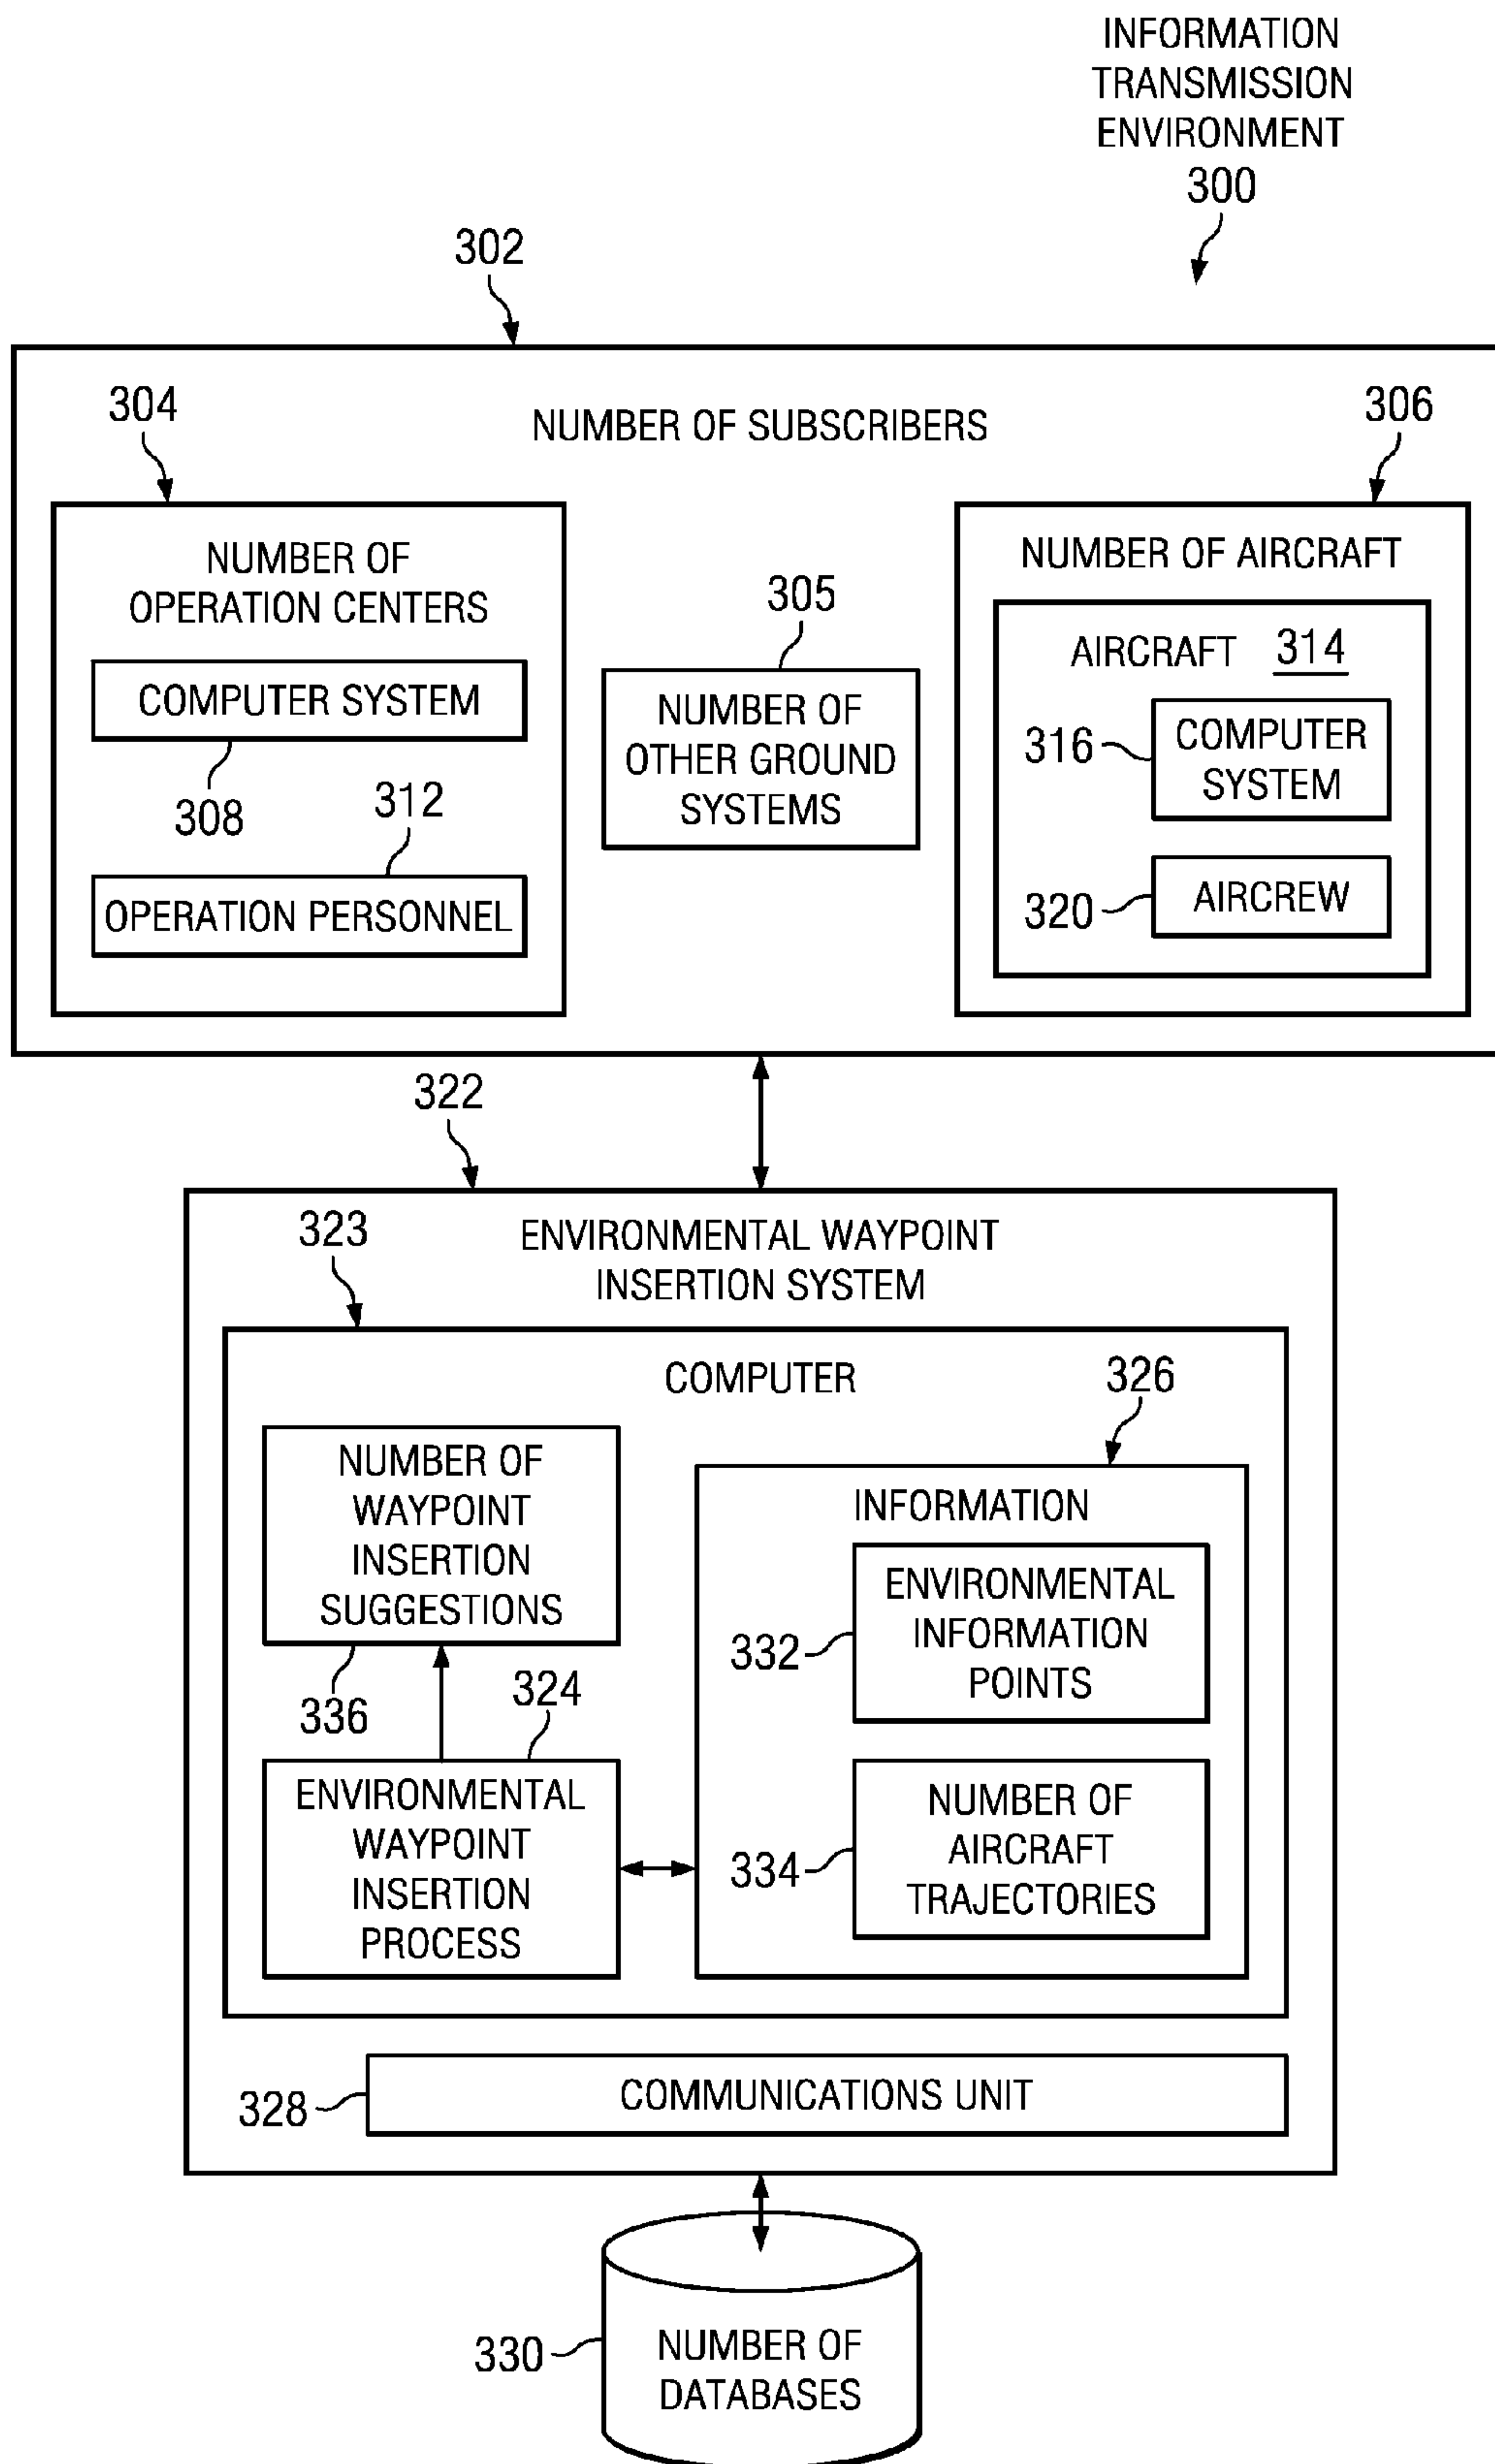 INFORMATION
TRANSMISSION
ENVIRONMENT
300
302
304
NUMBER OF SUBSCRIBERS
306
NUMBER OF
OPERATION CENTERS
COMPUTER SYSTEM
308
312
OPERATION PERSONNEL
305
NUMBER OF
OTHER GROUND
SYSTEMS
NUMBER OF AIRCRAFT
AIRCRAFT 314
316
COMPUTER
SYSTEM
320
AIRCREW
322
ENVIRONMENTAL WAYPOINT
INSERTION SYSTEM
323
COMPUTER
326
NUMBER OF
WAYPOINT
INSERTION
SUGGESTIONS
336
324
ENVIRONMENTAL
WAYPOINT
INSERTION
PROCESS
INFORMATION
332
ENVIRONMENTAL
INFORMATION
POINTS
334
NUMBER OF
AIRCRAFT
TRAJECTORIES
328
COMMUNICATIONS UNIT
330
NUMBER OF
DATABASES